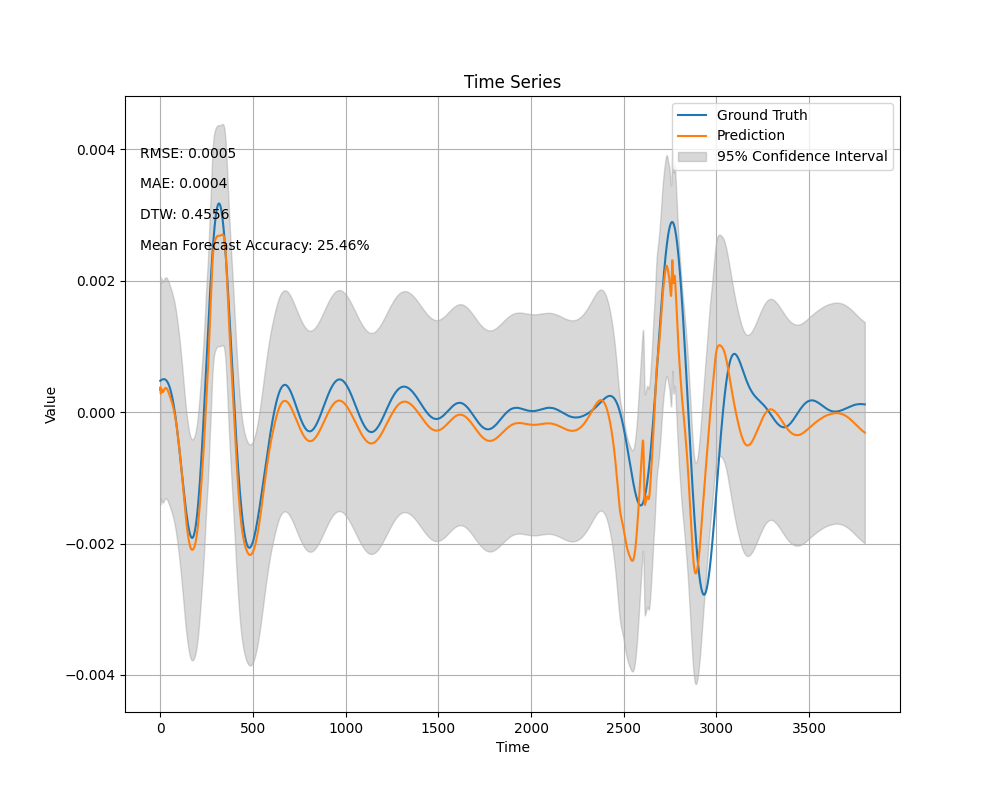 Time Series
Ground Truth
Prediction
95% Confidence Interval
RMSE: 0.0005
MAE: 0.0004
DTW: 0.4556
Mean Forecast Accuracy: 25.46%
0.004
0.002
0.000
−0.002
−0.004
Value
0 500 1000 1500 2000 2500 3000 3500
Time